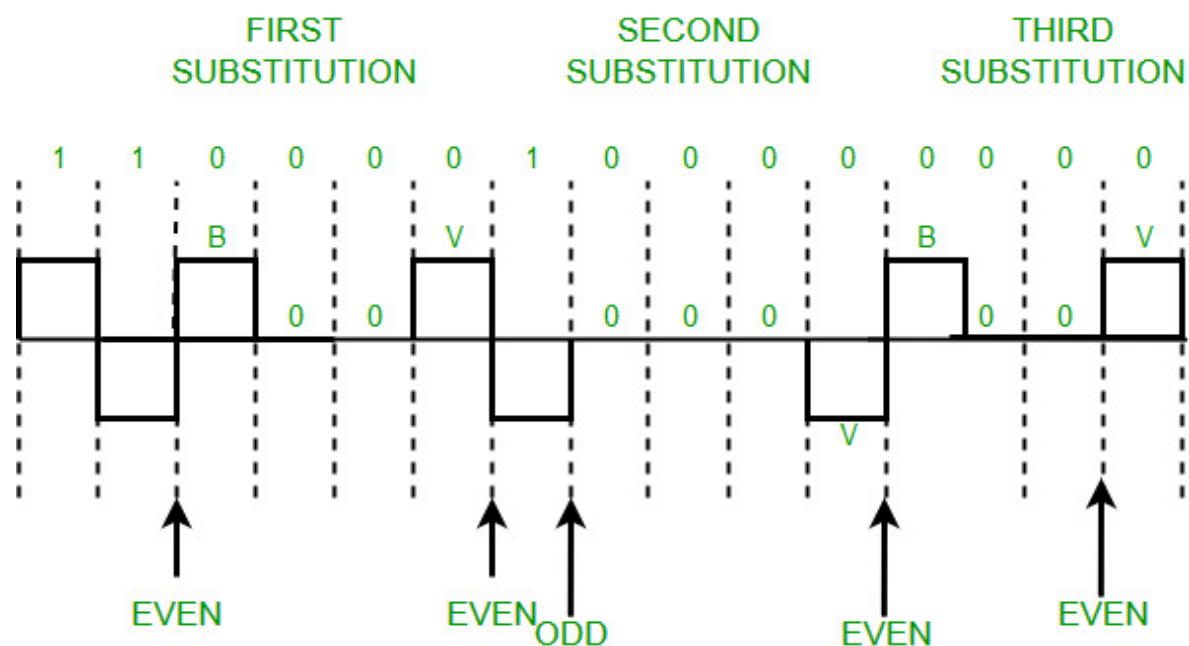 FIRST SECOND THIRD
SUBSTITUTION SUBSTITUTION SUBSTITUTION
1 1 0 0 0 0 1 0 0 0 0 0 0 0 0
B V B V
0 0 0 0 0 0 0
V
EVEN EVEN ODD EVEN EVEN